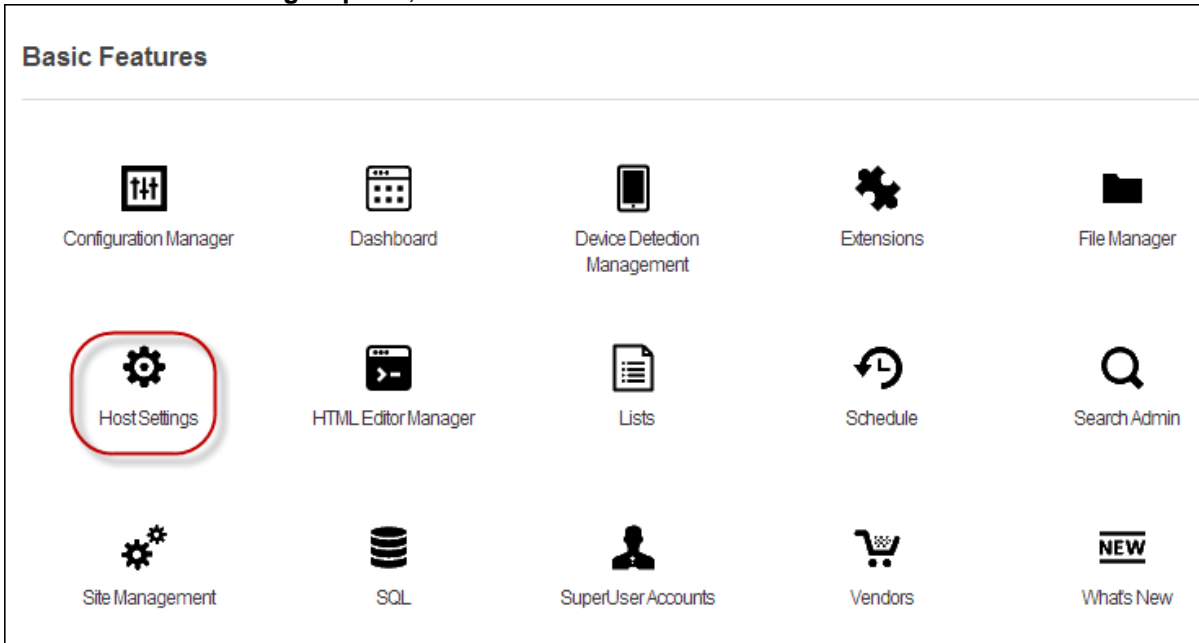 Basic Features
Configuration Manager
Dashboard
Device Detection
Management
Extensions
File Manager
Host Settings
HTML Editor Manager
Lists
Schedule
Search Admin
Site Management
SQL
SuperUser Accounts
Vendors
NEW
What's New